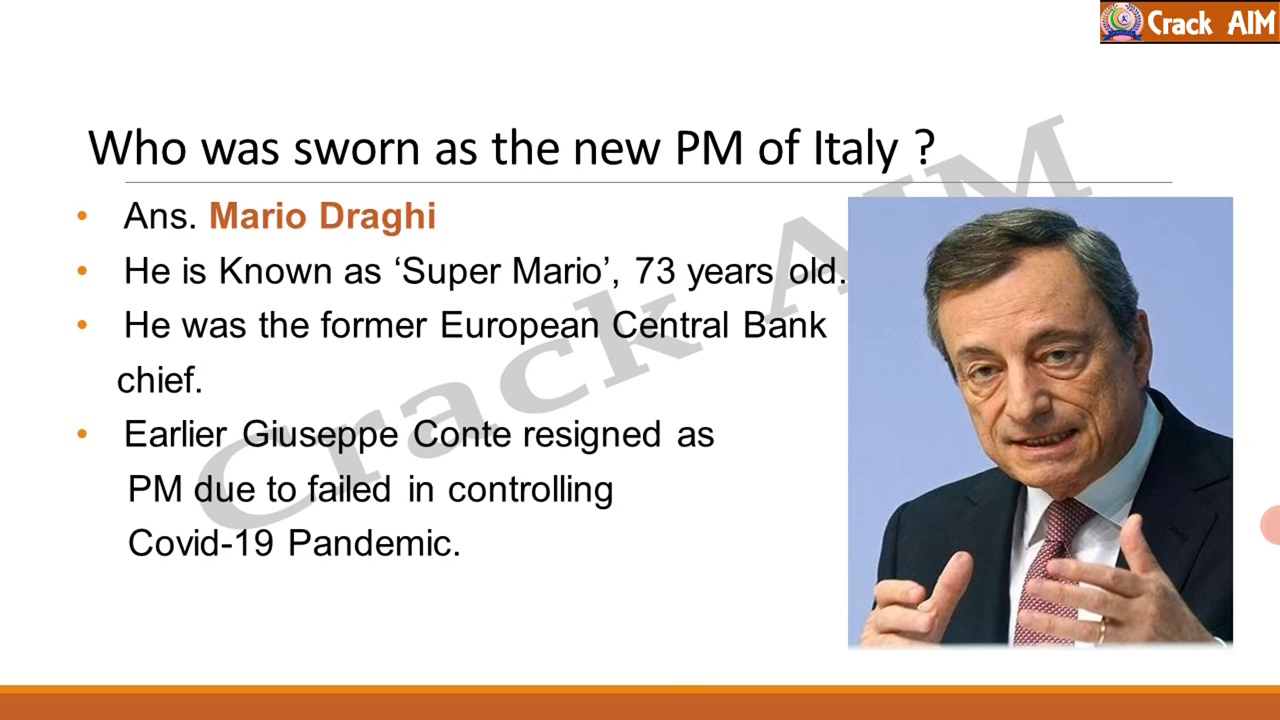 Crack AIM
Who was sworn as the new PM of Italy ?
• Ans. Mario Draghi
• He is Known as ‘Super Mario’, 73 years old.
• He was the former European Central Bank
chief.
• Earlier Giuseppe Conte resigned as
PM due to failed in controlling
Covid-19 Pandemic.
Crack AIM